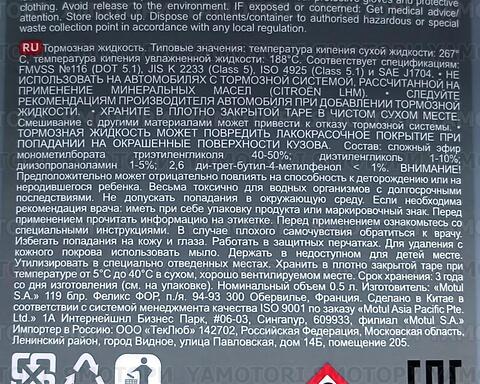 clothing. Avoid release to the environment. IF exposed or concerned: Get medical advice/
attention. Store locked up. Dispose of contents/container to authorised hazardous or special
waste collection point in accordance with any local regulation.
RU Тормозная жидкость. Типовые значения: температура кипения сухой жидкости: 267°
С, температура кипения увлажненной жидкости: 188°С. Соответствует спецификациям:
FMVSS №116 (DOT 5.1), JIS K 2233 (Class 5), ISO 4925 (Class 5.1) и SAE J1704. • НЕ
ИСПОЛЬЗОВАТЬ НА АВТОМОБИЛЯХ С ТОРМОЗНОЙ СИСТЕМОЙ, РАССЧИТАННОЙ НА
ПРИМЕНЕНИЕ МИНЕРАЛЬНЫХ МАСЕЛ (CITROËN LHM). • СЛЕДУЙТЕ
РЕКОМЕНДАЦИЯМ ПРОИЗВОДИТЕЛЯ АВТОМОБИЛЯ ПРИ ДОБАВЛЕНИИ ТОРМОЗНОЙ
ЖИДКОСТИ. • ХРАНИТЕ В ПЛОТНО ЗАКРЫТОЙ ТАРЕ В ЧИСТОМ СУХОМ МЕСТЕ.
Смешивание с другими материалами может привести к отказу тормозной системы. •
ТОРМОЗНАЯ ЖИДКОСТЬ МОЖЕТ ПОВРЕДИТЬ ЛАКОКРАСОЧНОЕ ПОКРЫТИЕ ПРИ
ПОПАДАНИИ НА ОКРАШЕННЫЕ ПОВЕРХНОСТИ КУЗОВА. Состав: сложный эфир
монометилбората триэтиленгликоля 40-50%; диэтиленгликоль 1-10%;
диизопропаноламин 1-5%; 2,6 ди-трет-бутил-4-метилфенол < 1%. ВНИМАНИЕ!
Предположительно может отрицательно повлиять на способность к деторождению или на
неродившегося ребенка. Весьма токсично для водных организмов с долгосрочными
последствиями. Не допускать попадания в окружающую среду. Если необходима
рекомендация врача: иметь при себе упаковку продукта или маркировочный знак. Перед
применением прочитать информацию на этикетке. Перед применением ознакомьтесь со
специальными инструкциями. В случае плохого самочувствия обратиться к врачу.
Избегать попадания на кожу и глаза. Работать в защитных перчатках. Для удаления с
кожного покрова использовать мыло. Держать в недоступном для детей месте.
Утилизировать в специально отведенных местах. Хранить в плотно закрытой таре при
температуре от 5°С до 40°С в сухом, хорошо вентилируемом месте. Срок хранения: 3 года
со дня изготовления (см. на упаковке). Номинальный объем 0.5 л. Изготовитель: «Motul
S.A.» 119 блр. Феликс ФОР, п./я. 94-93 300 Обервилье, Франция. Сделано в Китае в
соответствии с системой менеджмента качества ISO 9001 по заказу «Motul Asia Pacific Pte.
Ltd.» 1А Интернейшнл Бизнес Парк, #06-03, Сингапур, 609933, для фирмы «Motul S.A.»
Импортер в Россию: ООО «ТекЛюб» 142702, Российская Федерация, Московская область,
Ленинский район, город Видное, улица Павловская, дом 14Б, помещение 205.
YAMOTORI.RU